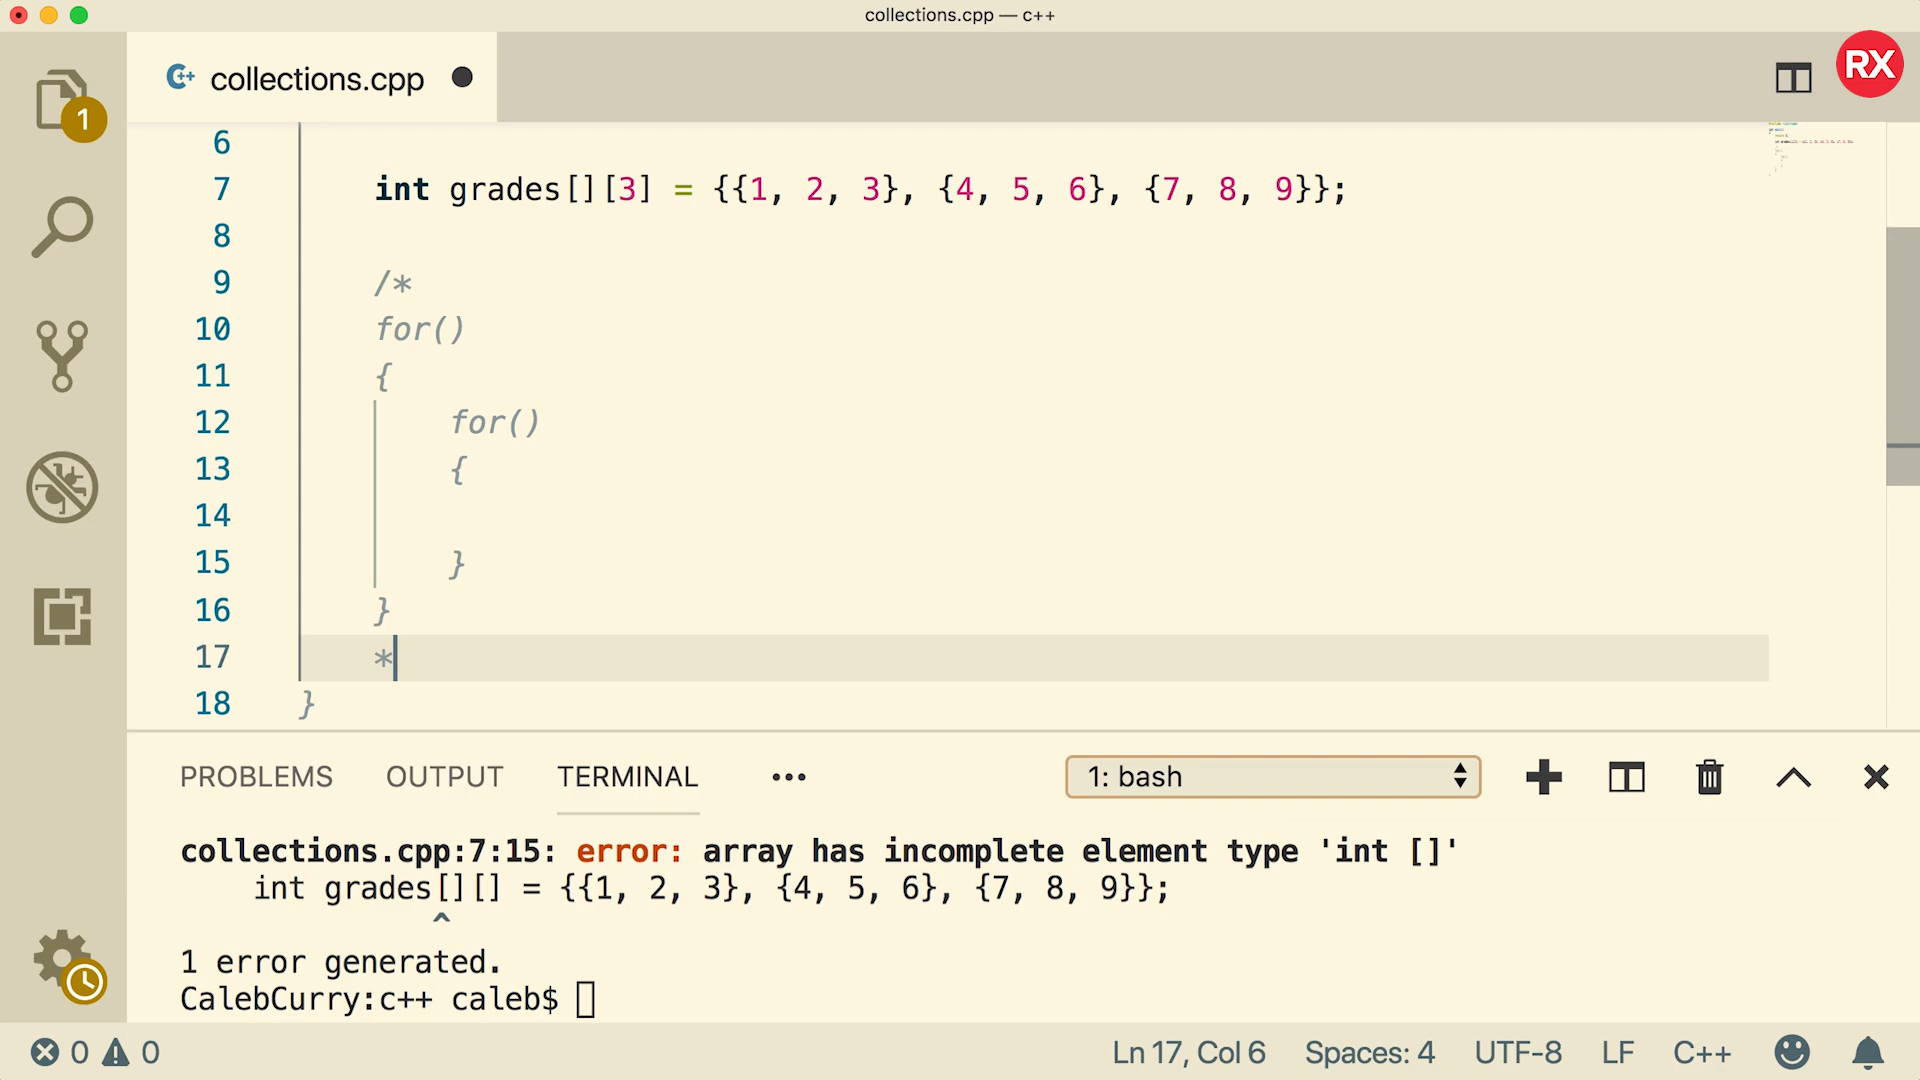 collections.cpp — c++
RX
collections.cpp
1
6
7 int grades[][3] = {{1, 2, 3}, {4, 5, 6}, {7, 8, 9}};
8
9 /*
10 for()
11 {
12 for()
13 {
14
15 }
16 }
17 *
18 }
PROBLEMS OUTPUT TERMINAL ••• 1: bash
collections.cpp:7:15: error: array has incomplete element type 'int []'
int grades[][] = {{1, 2, 3}, {4, 5, 6}, {7, 8, 9}};
^
1 error generated.
CalebCurry:c++ caleb$
0 0 Ln 17, Col 6 Spaces: 4 UTF-8 LF C++